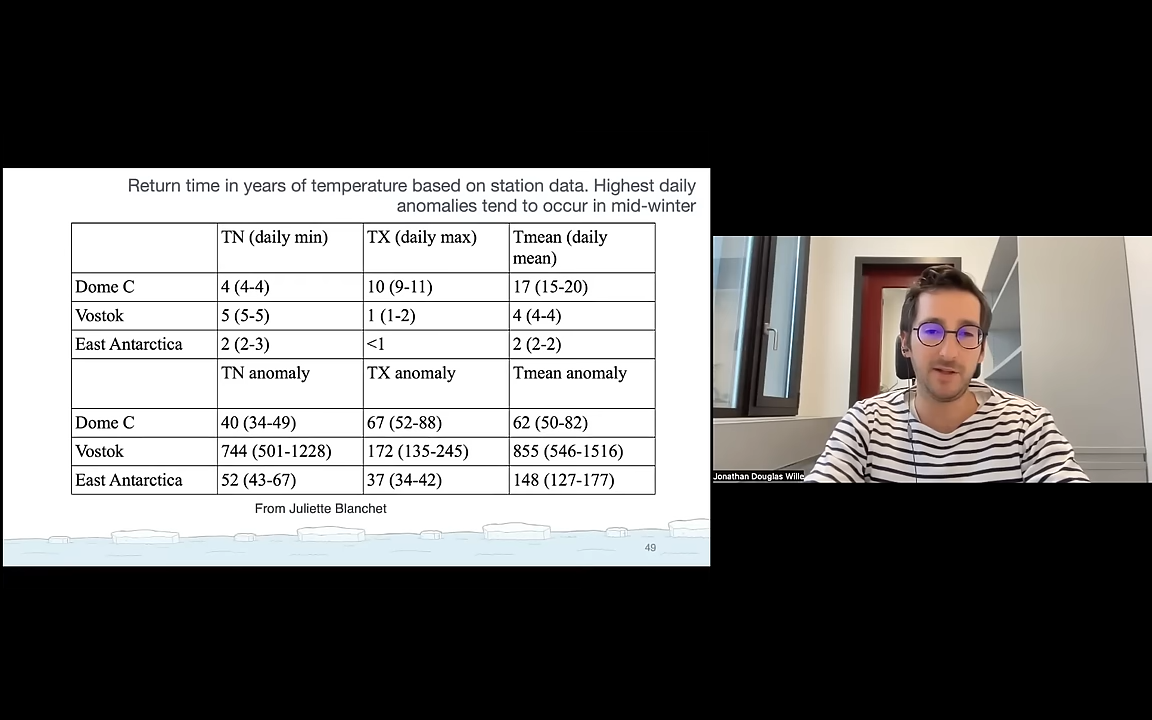 Return time in years of temperature based on station data. Highest daily
anomalies tend to occur in mid-winter
TN (daily min) TX (daily max) Tmean (daily
mean)
Dome C 4 (4-4) 10 (9-11) 17 (15-20)
Vostok 5 (5-5) 1 (1-2) 4 (4-4)
East Antarctica 2 (2-3) <1 2 (2-2)
TN anomaly TX anomaly Tmean anomaly
Dome C 40 (34-49) 67 (52-88) 62 (50-82)
Vostok 744 (501-1228) 172 (135-245) 855 (546-1516)
East Antarctica 52 (43-67) 37 (34-42) 148 (127-177)
From Juliette Blanchet
49
Jonathan Douglas Wille